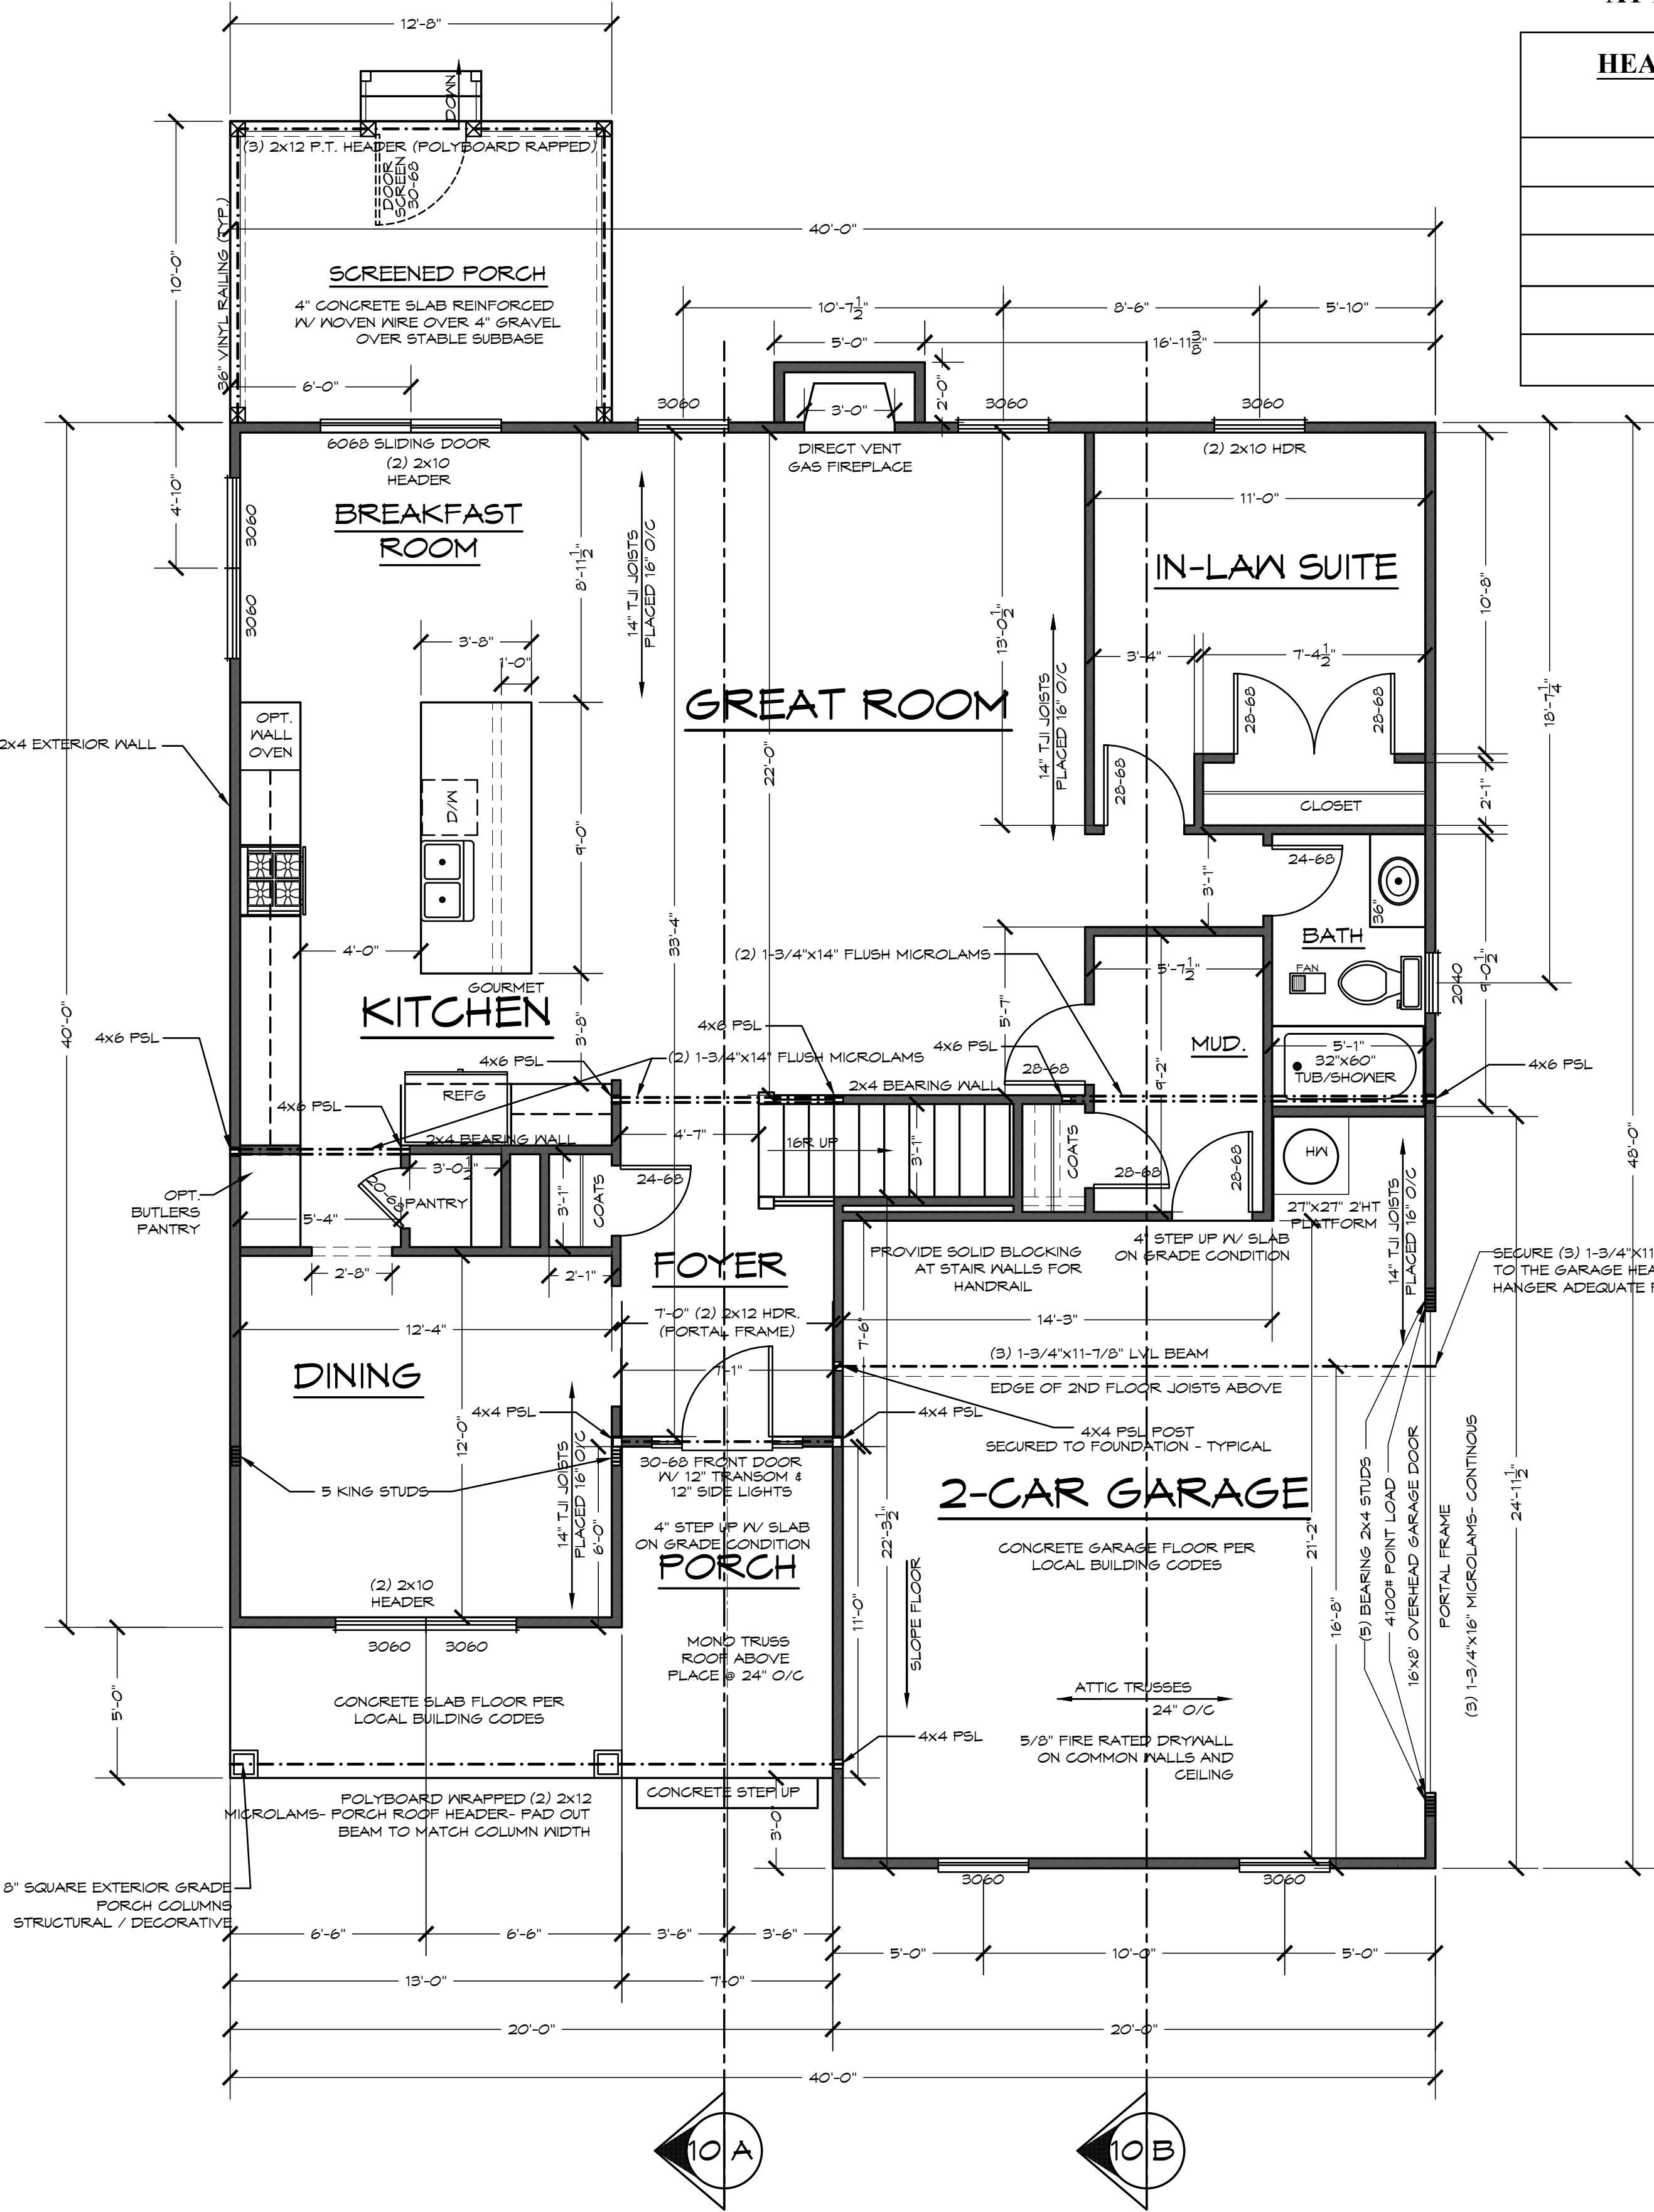 HEA
12'-8"
DOWN
(3) 2x12 P.T. HEADER (POLYBOARD RAPPED)
DOOR
SCREEN
30-68
36" VINYL RAILING (TYP.)
10'-0"
40'-0"
SCREENED PORCH
4" CONCRETE SLAB REINFORCED
W/ WOVEN WIRE OVER 4" GRAVEL
OVER STABLE SUBBASE
10'-7 1/2"
8'-6"
5'-10"
5'-0"
16'-11 3/8"
6'-0"
3'-0"
2'-0"
3060
3060
3060
6068 SLIDING DOOR
(2) 2x10
HEADER
DIRECT VENT
GAS FIREPLACE
(2) 2x10 HDR
4'-10"
3060
3060
BREAKFAST
ROOM
8'-11 1/2"
14" TJI JOISTS
PLACED 16" O/C
11'-0"
IN-LAW SUITE
10'-8"
13'-0 1/2"
3'-8"
1'-0"
3'-4"
7'-4 1/2"
18'-7 1/4"
GREAT ROOM
14" TJI JOISTS
PLACED 16" O/C
28-68
28-68
28-68
OPT.
WALL
OVEN
2x4 EXTERIOR WALL
22'-0"
D/W
CLOSET
2'-1"
9'-0"
24-68
3'-1"
36"
33'-4"
4'-0"
BATH
FAN
(2) 1-3/4"x14" FLUSH MICROLAMS
5'-7 1/2"
2040
9'-0 1/2"
GOURMET
KITCHEN
3'-8"
40'-0"
4x6 PSL
4x6 PSL
4x6 PSL
(2) 1-3/4"x14" FLUSH MICROLAMS
4x6 PSL
5'-7"
MUD.
5'-1"
32"x60"
TUB/SHOWER
4x6 PSL
28-68
9'-2"
2x4 BEARING WALL
REFG
4x6 PSL
2x4 BEARING WALL
4'-7"
16R UP
3'-1"
COATS
28-68
28-68
WH
48'-0"
3'-0 1/2"
20-68
PANTRY
3'-1"
COATS
24-68
OPT.
BUTLERS
PANTRY
5'-4"
27"x27" 2'HT
PLATFORM
14" TJI JOISTS
PLACED 16" O/C
2'-8"
2'-1"
FOYER
PROVIDE SOLID BLOCKING
AT STAIR WALLS FOR
HANDRAIL
4" STEP UP W/ SLAB
ON GRADE CONDITION
SECURE (3) 1-3/4"x11
TO THE GARAGE HEA
HANGER ADEQUATE F
12'-4"
7'-0" (2) 2x12 HDR.
(PORTAL FRAME)
14'-3"
7'-6"
(3) 1-3/4"x11-7/8" LVL BEAM
DINING
7'-1"
EDGE OF 2ND FLOOR JOISTS ABOVE
4x4 PSL
4x4 PSL
12'-0"
14" TJI JOISTS
PLACED 16" O/C
4X4 PSL POST
SECURED TO FOUNDATION - TYPICAL
30-68 FRONT DOOR
W/ 12" TRANSOM &
12" SIDE LIGHTS
5 KING STUDS
2-CAR GARAGE
4" STEP UP W/ SLAB
ON GRADE CONDITION
PORCH
6'-0"
22'-3 1/2"
21'-2"
24'-11 1/2"
CONCRETE GARAGE FLOOR PER
LOCAL BUILDING CODES
(2) 2x10
HEADER
SLOPE FLOOR
11'-0"
16'-8"
(5) BEARING 2x4 STUDS
4100# POINT LOAD
16'x8' OVERHEAD GARAGE DOOR
PORTAL FRAME
(3) 1-3/4"x16" MICROLAMS- CONTINOUS
3060
3060
MONO TRUSS
ROOF ABOVE
PLACE @ 24" O/C
ATTIC TRUSSES
24" O/C
5'-0"
CONCRETE SLAB FLOOR PER
LOCAL BUILDING CODES
4x4 PSL
5/8" FIRE RATED DRYWALL
ON COMMON WALLS AND
CEILING
CONCRETE STEP UP
POLYBOARD WRAPPED (2) 2x12
MICROLAMS- PORCH ROOF HEADER- PAD OUT
BEAM TO MATCH COLUMN WIDTH
3'-0"
8" SQUARE EXTERIOR GRADE
PORCH COLUMNS
STRUCTURAL / DECORATIVE
3060
3060
6'-6"
6'-6"
3'-6"
3'-6"
5'-0"
10'-0"
5'-0"
13'-0"
7'-0"
20'-0"
20'-0"
40'-0"
10 A
10 B